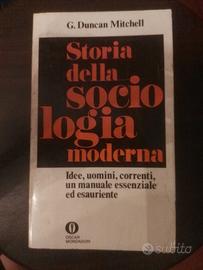 G. Duncan Mitchell
Storia
della
socio
logia
moderna
Idee, uomini, correnti,
un manuale essenziale
ed esauriente
OSCAR
MONDADORI
subito